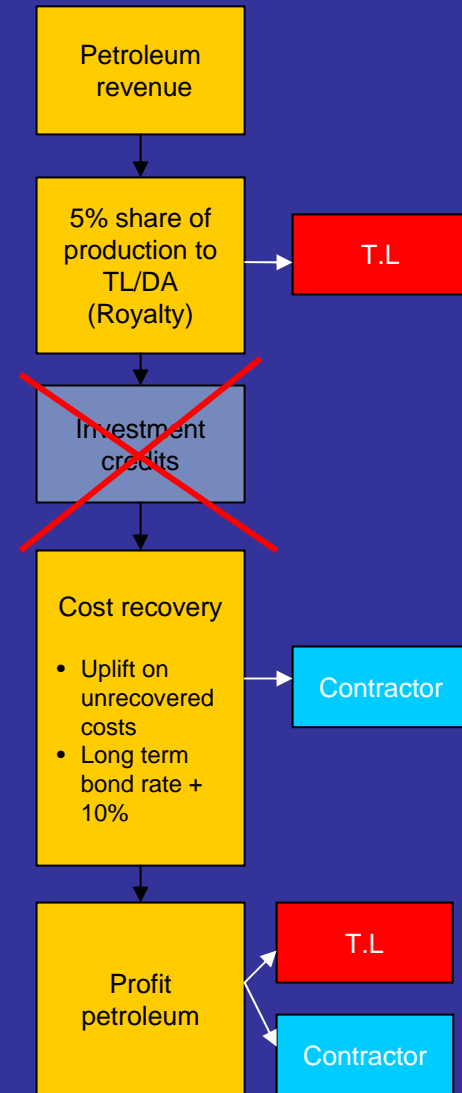 Petroleum
revenue
5% share of
production to
TL/DA
(Royalty)
T.L
Investment
credits
Cost recovery
• Uplift on
unrecovered
costs
• Long term
bond rate +
10%
Contractor
Profit
petroleum
T.L
Contractor